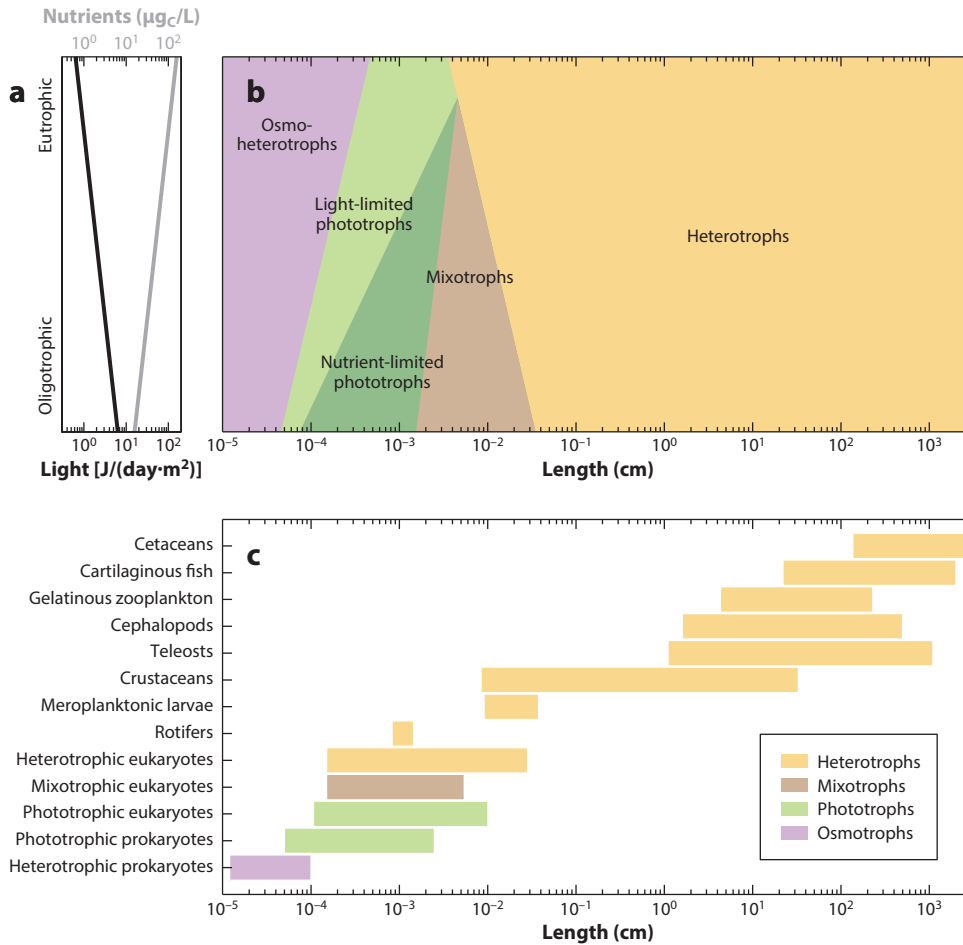 Nutrients (µg_C/L)
10⁰ 10¹ 10²
a
Eutrophic
Oligotrophic
10⁰ 10¹ 10²
Light [J/(day·m²)]
b
Osmo-
heterotrophs
Light-limited
phototrophs
Mixotrophs
Nutrient-limited
phototrophs
Heterotrophs
10⁻⁵ 10⁻⁴ 10⁻³ 10⁻² 10⁻¹ 10⁰ 10¹ 10² 10³
Length (cm)
c
Cetaceans
Cartilaginous fish
Gelatinous zooplankton
Cephalopods
Teleosts
Crustaceans
Meroplanktonic larvae
Rotifers
Heterotrophic eukaryotes
Mixotrophic eukaryotes
Phototrophic eukaryotes
Phototrophic prokaryotes
Heterotrophic prokaryotes
Heterotrophs
Mixotrophs
Phototrophs
Osmotrophs
10⁻⁵ 10⁻⁴ 10⁻³ 10⁻² 10⁻¹ 10⁰ 10¹ 10² 10³
Length (cm)